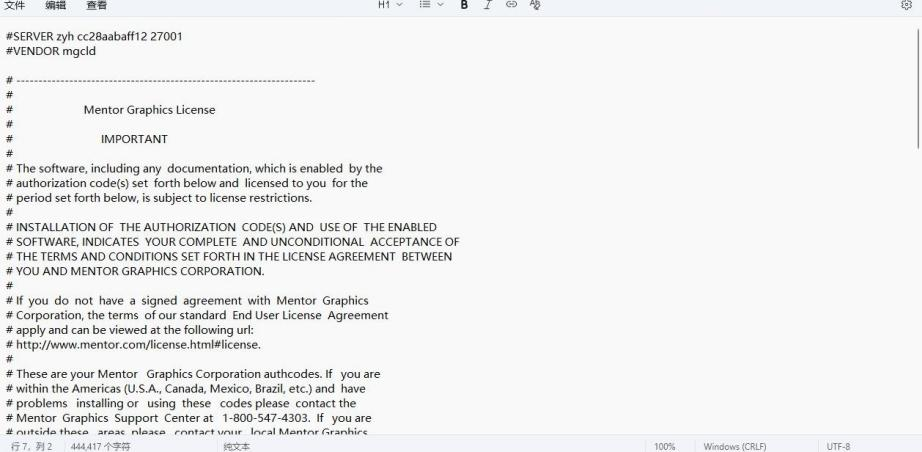 文件 编辑 查看 H1 B I
#SERVER zyh cc28aabaff12 27001
#VENDOR mgcld
# ------------------------------------------------------------------
#
# Mentor Graphics License
#
# IMPORTANT
#
# The software, including any documentation, which is enabled by the
# authorization code(s) set forth below and licensed to you for the
# period set forth below, is subject to license restrictions.
#
# INSTALLATION OF THE AUTHORIZATION CODE(S) AND USE OF THE ENABLED
# SOFTWARE, INDICATES YOUR COMPLETE AND UNCONDITIONAL ACCEPTANCE OF
# THE TERMS AND CONDITIONS SET FORTH IN THE LICENSE AGREEMENT BETWEEN
# YOU AND MENTOR GRAPHICS CORPORATION.
#
# If you do not have a signed agreement with Mentor Graphics
# Corporation, the terms of our standard End User License Agreement
# apply and can be viewed at the following url:
# http://www.mentor.com/license.html#license.
#
# These are your Mentor Graphics Corporation authcodes. If you are
# within the Americas (U.S.A., Canada, Mexico, Brazil, etc.) and have
# problems installing or using these codes please contact the
# Mentor Graphics Support Center at 1-800-547-4303. If you are
# outside these areas, please contact your local Mentor Graphics
行 7，列 2 444,417 个字符 纯文本 100% Windows (CRLF) UTF-8